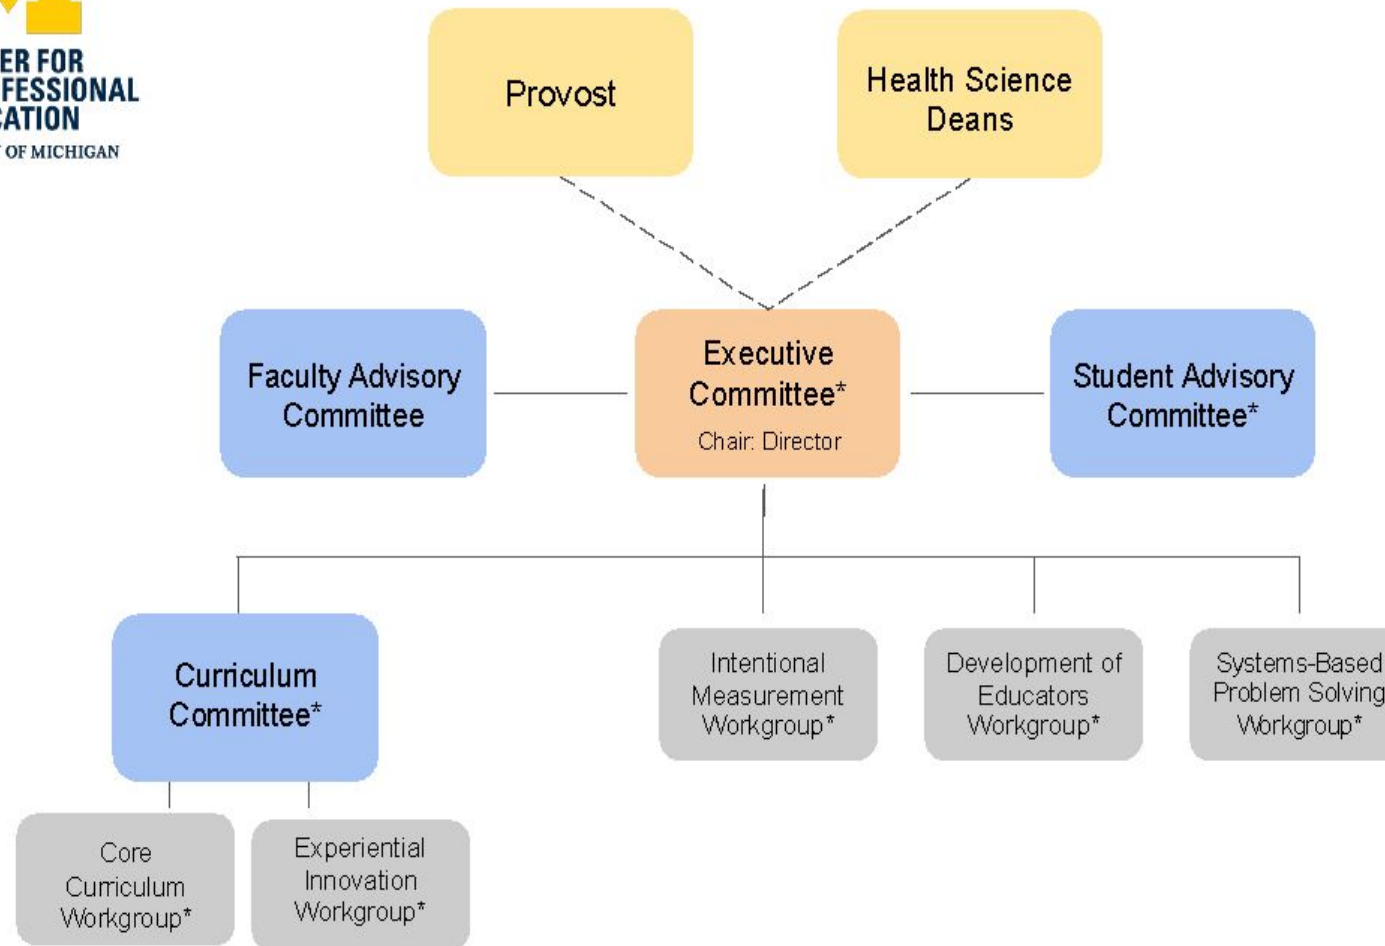 ER FOR
FESSIONAL
CATION
OF MICHIGAN
Provost
Health Science
Deans
Faculty Advisory
Committee
Executive
Committee*
Chair: Director
Student Advisory
Committee*
Curriculum
Committee*
Intentional
Measurement
Workgroup*
Development of
Educators
Workgroup*
Systems-Based
Problem Solving
Workgroup*
Core
Curriculum
Workgroup*
Experiential
Innovation
Workgroup*